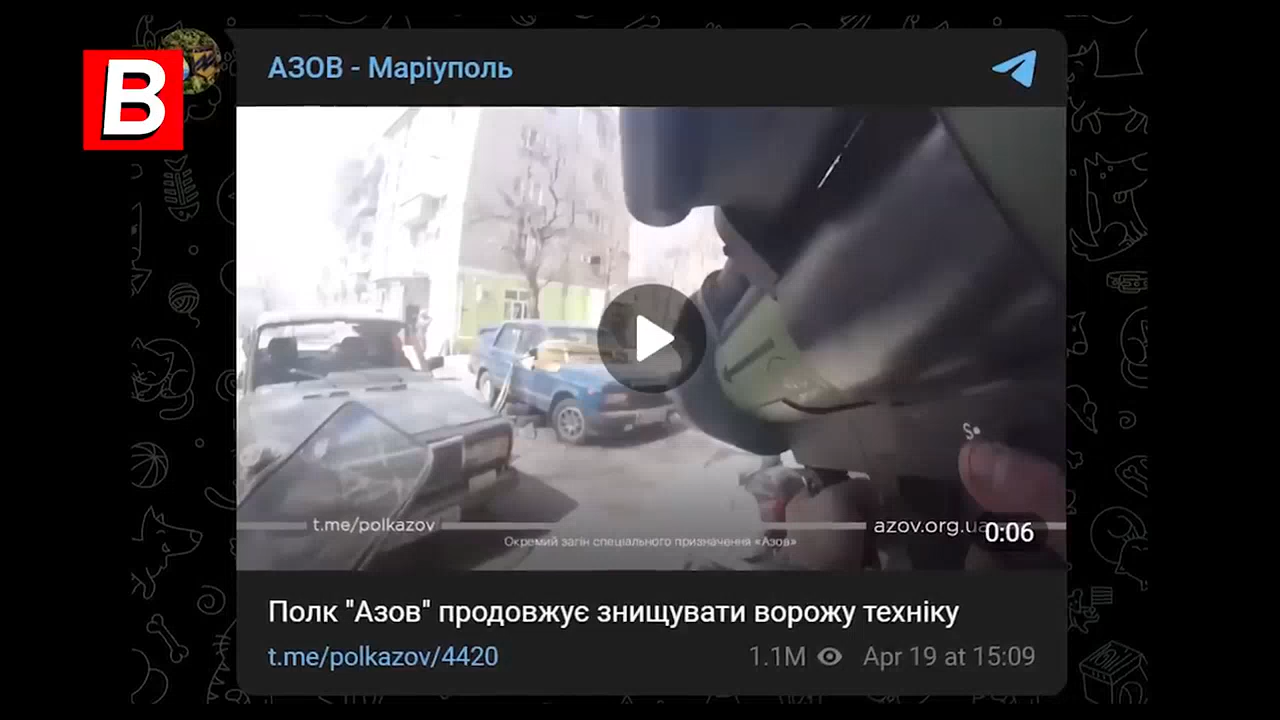 B
АЗОВ - Маріуполь
t.me/polkazov
azov.org.ua
0:06
Окремий загін спеціального призначення «Азов»
Полк "Азов" продовжує знищувати ворожу техніку
t.me/polkazov/4420
1.1M Apr 19 at 15:09